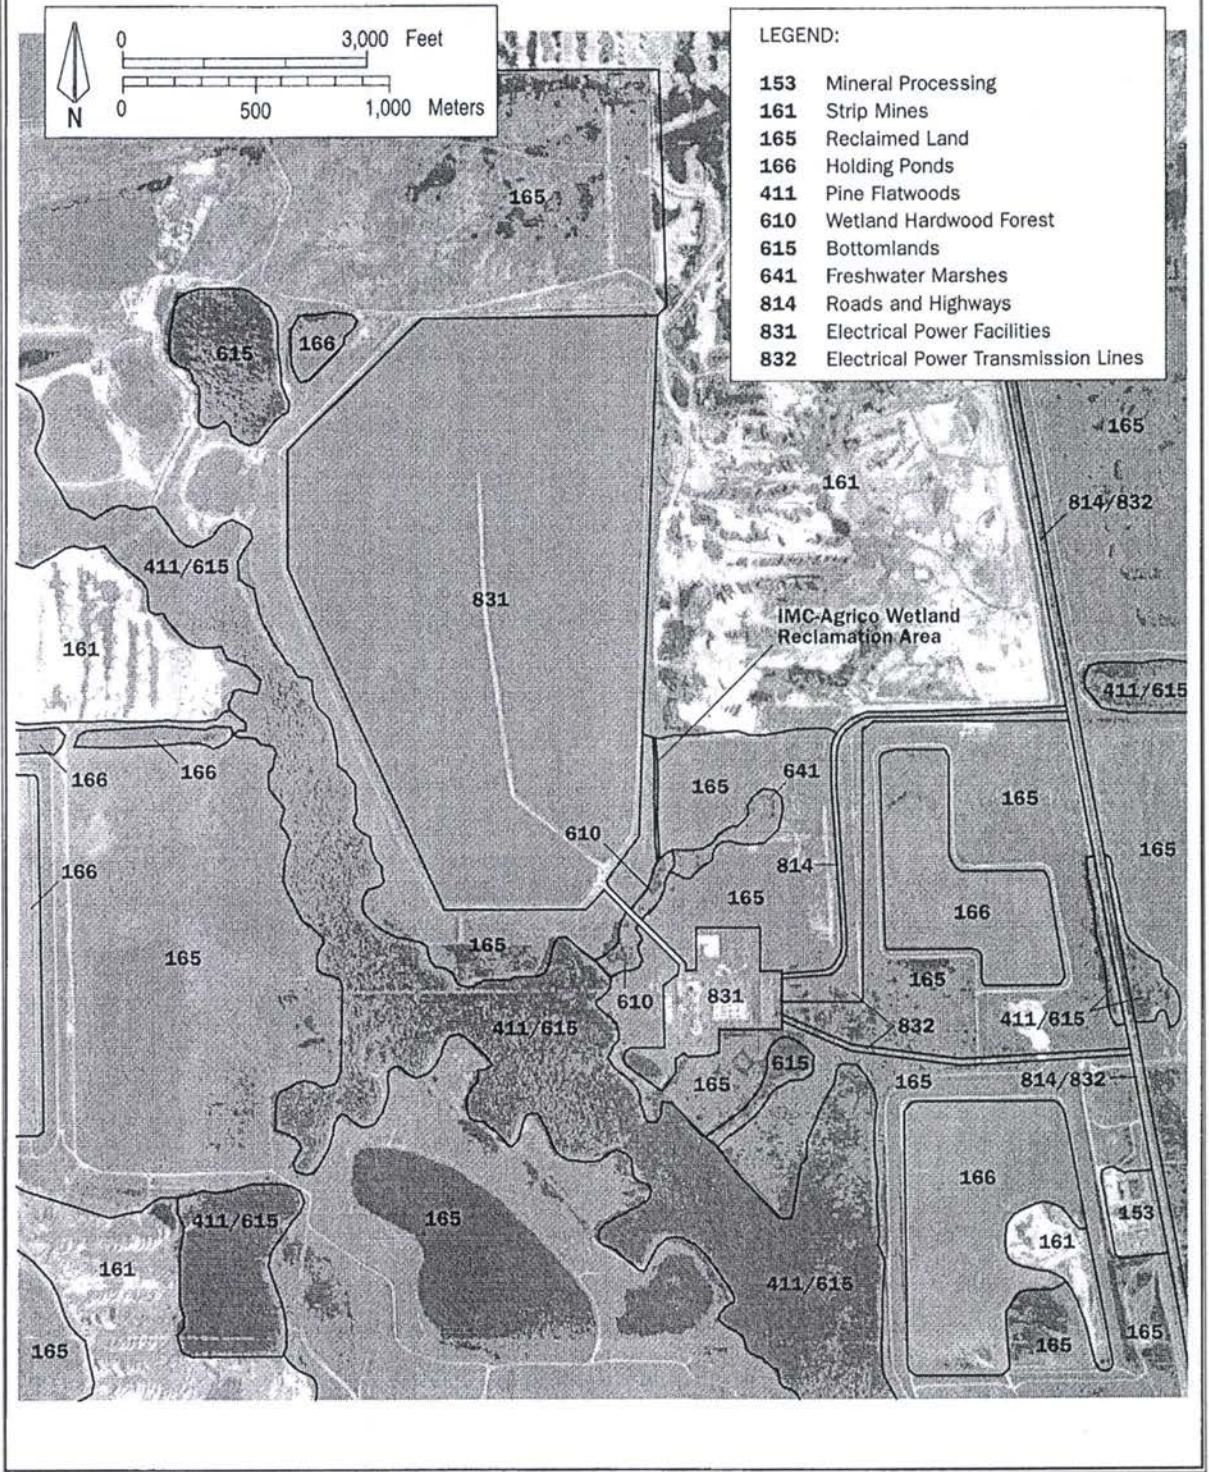 0 3,000 Feet
0 500 1,000 Meters
N
LEGEND:
153 Mineral Processing
161 Strip Mines
165 Reclaimed Land
166 Holding Ponds
411 Pine Flatwoods
610 Wetland Hardwood Forest
615 Bottomlands
641 Freshwater Marshes
814 Roads and Highways
831 Electrical Power Facilities
832 Electrical Power Transmission Lines
165
615
166
165
161
814/832
411/615
831
IMC-Agrico Wetland
Reclamation Area
161
411/615
166
166
165
641
165
610
165
166
814
165
166
165
165
165
610
831
411/615
832
411/615
165
615
165
814/832
166
411/615
165
153
161
161
411/615
165
165
165